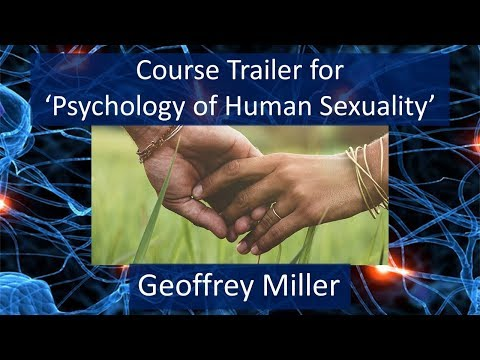 Course Trailer for
‘Psychology of Human Sexuality’
Geoffrey Miller